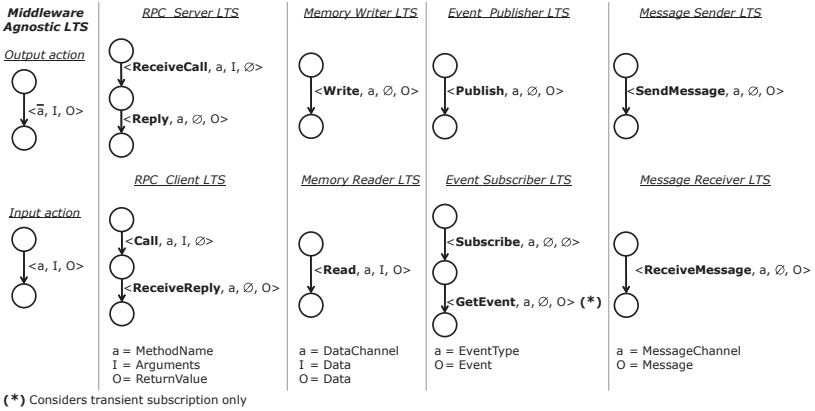 Middleware
Agnostic LTS
Output action
<a̅, I, O>
Input action
<a, I, O>
RPC Server LTS
<ReceiveCall, a, I, ∅>
<Reply, a, ∅, O>
RPC Client LTS
<Call, a, I, ∅>
<ReceiveReply, a, ∅, O>
a = MethodName
I = Arguments
O= ReturnValue
Memory Writer LTS
<Write, a, ∅, O>
Memory Reader LTS
<Read, a, I, O>
a = DataChannel
I = Data
O= Data
Event Publisher LTS
<Publish, a, ∅, O>
Event Subscriber LTS
<Subscribe, a, ∅, ∅>
<GetEvent, a, ∅, O> (*)
a = EventType
O= Event
Message Sender LTS
<SendMessage, a, ∅, O>
Message Receiver LTS
<ReceiveMessage, a, ∅, O>
a = MessageChannel
O = Message
(*) Considers transient subscription only